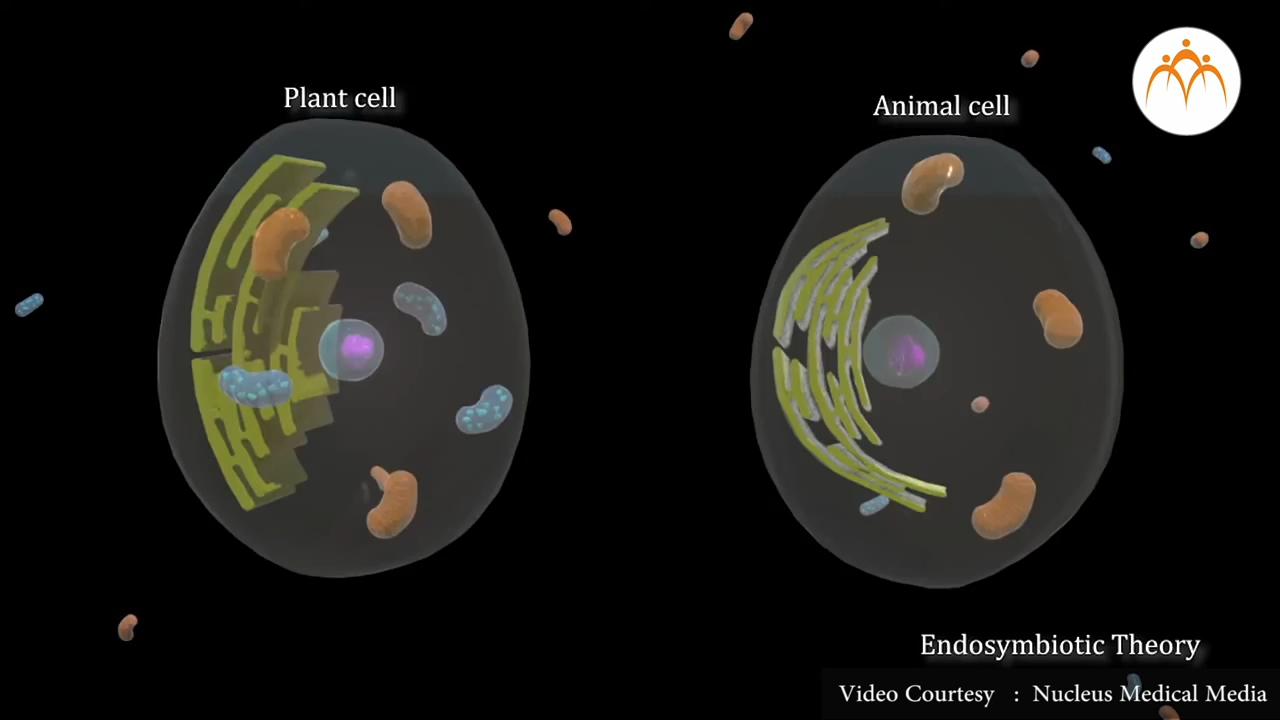 Plant cell
Animal cell
Endosymbiotic Theory
Video Courtesy : Nucleus Medical Media